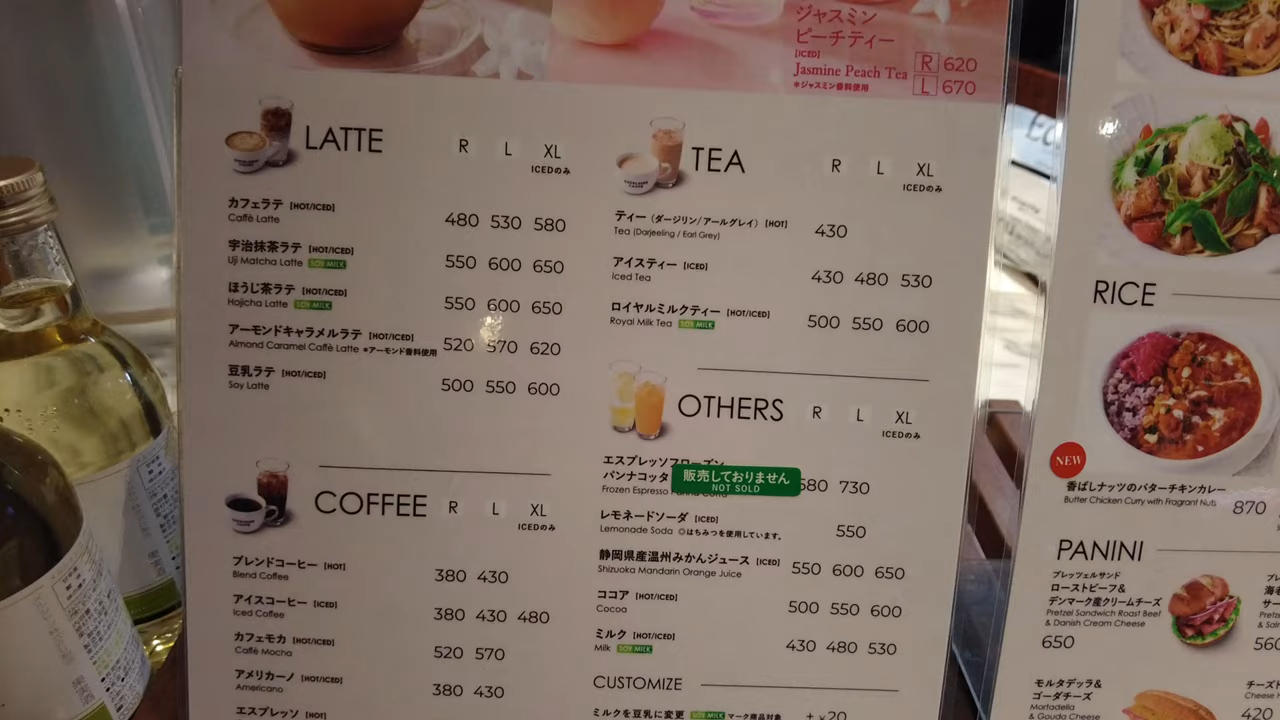 ジャスミン
ピーチティー
[ICED]
Jasmine Peach Tea R 620
*ジャスミン香料使用 L 670
LATTE R L XL
ICEDのみ
カフェラテ [HOT/ICED]
Caffè Latte 480 530 580
宇治抹茶ラテ [HOT/ICED]
Uji Matcha Latte SOY MILK 550 600 650
ほうじ茶ラテ [HOT/ICED]
Hojicha Latte SOY MILK 550 600 650
アーモンドキャラメルラテ [HOT/ICED]
Almond Caramel Caffè Latte *アーモンド香料使用 520 570 620
豆乳ラテ [HOT/ICED]
Soy Latte 500 550 600
COFFEE R L XL
ICEDのみ
ブレンドコーヒー [HOT]
Blend Coffee 380 430
アイスコーヒー [ICED]
Iced Coffee 380 430 480
カフェモカ [HOT/ICED]
Caffè Mocha 520 570
アメリカーノ [HOT/ICED]
Americano 380 430
エスプレッソ [HOT]
TEA R L XL
ICEDのみ
ティー (ダージリン/アールグレイ) [HOT]
Tea (Darjeeling / Earl Grey) 430
アイスティー [ICED]
Iced Tea 430 480 530
ロイヤルミルクティー [HOT/ICED]
Royal Milk Tea SOY MILK 500 550 600
OTHERS R L XL
ICEDのみ
エスプレッソフローズン
パンナコッタ 販売しておりません 580 730
Frozen Espresso NOT SOLD
レモネードソーダ [ICED]
Lemonade Soda ◎はちみつを使用しています。 550
静岡県産温州みかんジュース [ICED]
Shizuoka Mandarin Orange Juice 550 600 650
ココア [HOT/ICED]
Cocoa 500 550 600
ミルク [HOT/ICED]
Milk SOY MILK 430 480 530
CUSTOMIZE
ミルクを豆乳に変更 SOY MILK マーク商品対象 + ¥20
RICE
NEW
香ばしナッツのバターチキンカレー
Butter Chicken Curry with Fragrant Nuts 870
PANINI
プレッツェルサンド
ローストビーフ&
デンマーク産クリームチーズ
Pretzel Sandwich Roast Beef
& Danish Cream Cheese
650
モルタデッラ&
ゴーダチーズ
Mortadella
& Gouda Cheese
420